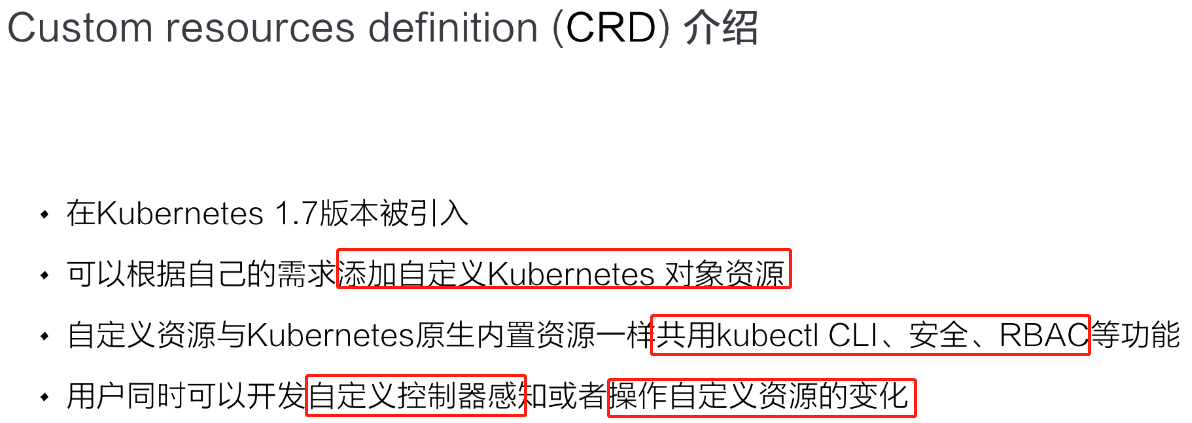 Custom resources definition (CRD) 介绍
在Kubernetes 1.7版本被引入
可以根据自己的需求添加自定义Kubernetes 对象资源
自定义资源与Kubernetes原生内置资源一样共用kubectl CLI、安全、RBAC等功能
用户同时可以开发自定义控制器感知或者操作自定义资源的变化